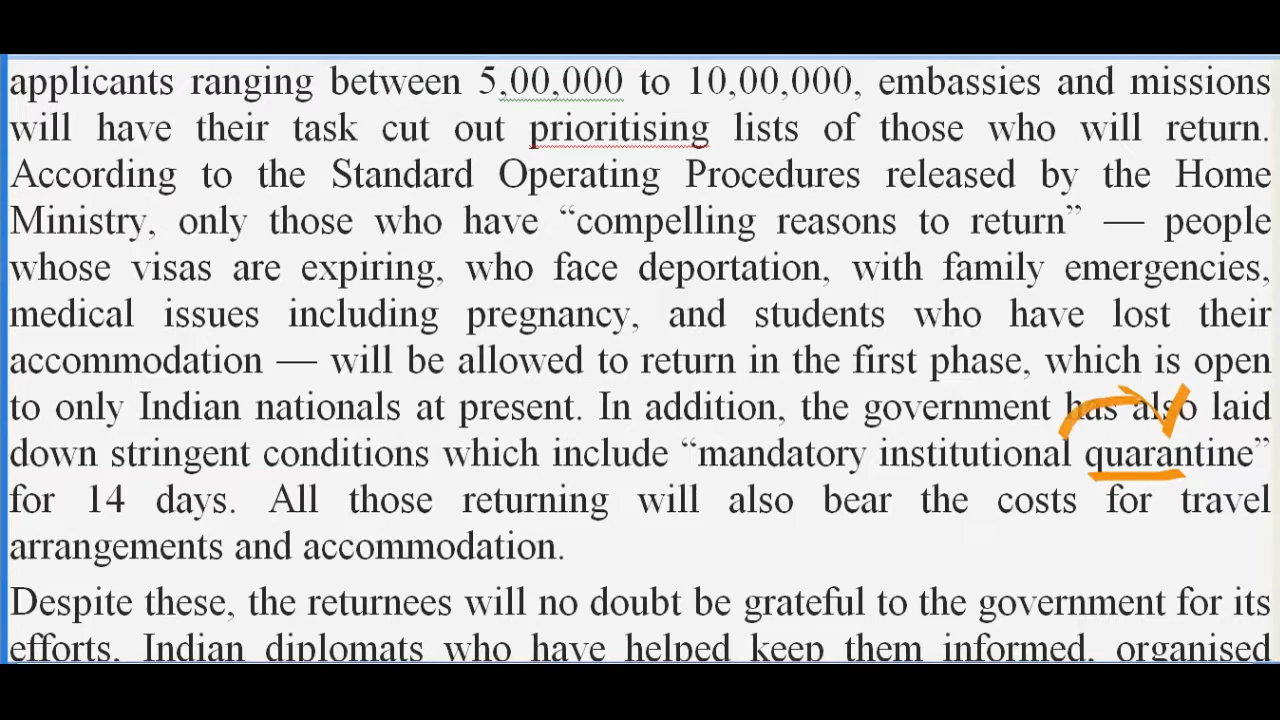 applicants ranging between 5,00,000 to 10,00,000, embassies and missions
will have their task cut out prioritising lists of those who will return.
According to the Standard Operating Procedures released by the Home
Ministry, only those who have “compelling reasons to return” — people
whose visas are expiring, who face deportation, with family emergencies,
medical issues including pregnancy, and students who have lost their
accommodation — will be allowed to return in the first phase, which is open
to only Indian nationals at present. In addition, the government has also laid
down stringent conditions which include “mandatory institutional quarantine”
for 14 days. All those returning will also bear the costs for travel
arrangements and accommodation.
Despite these, the returnees will no doubt be grateful to the government for its
efforts. Indian diplomats who have helped keep them informed, organised